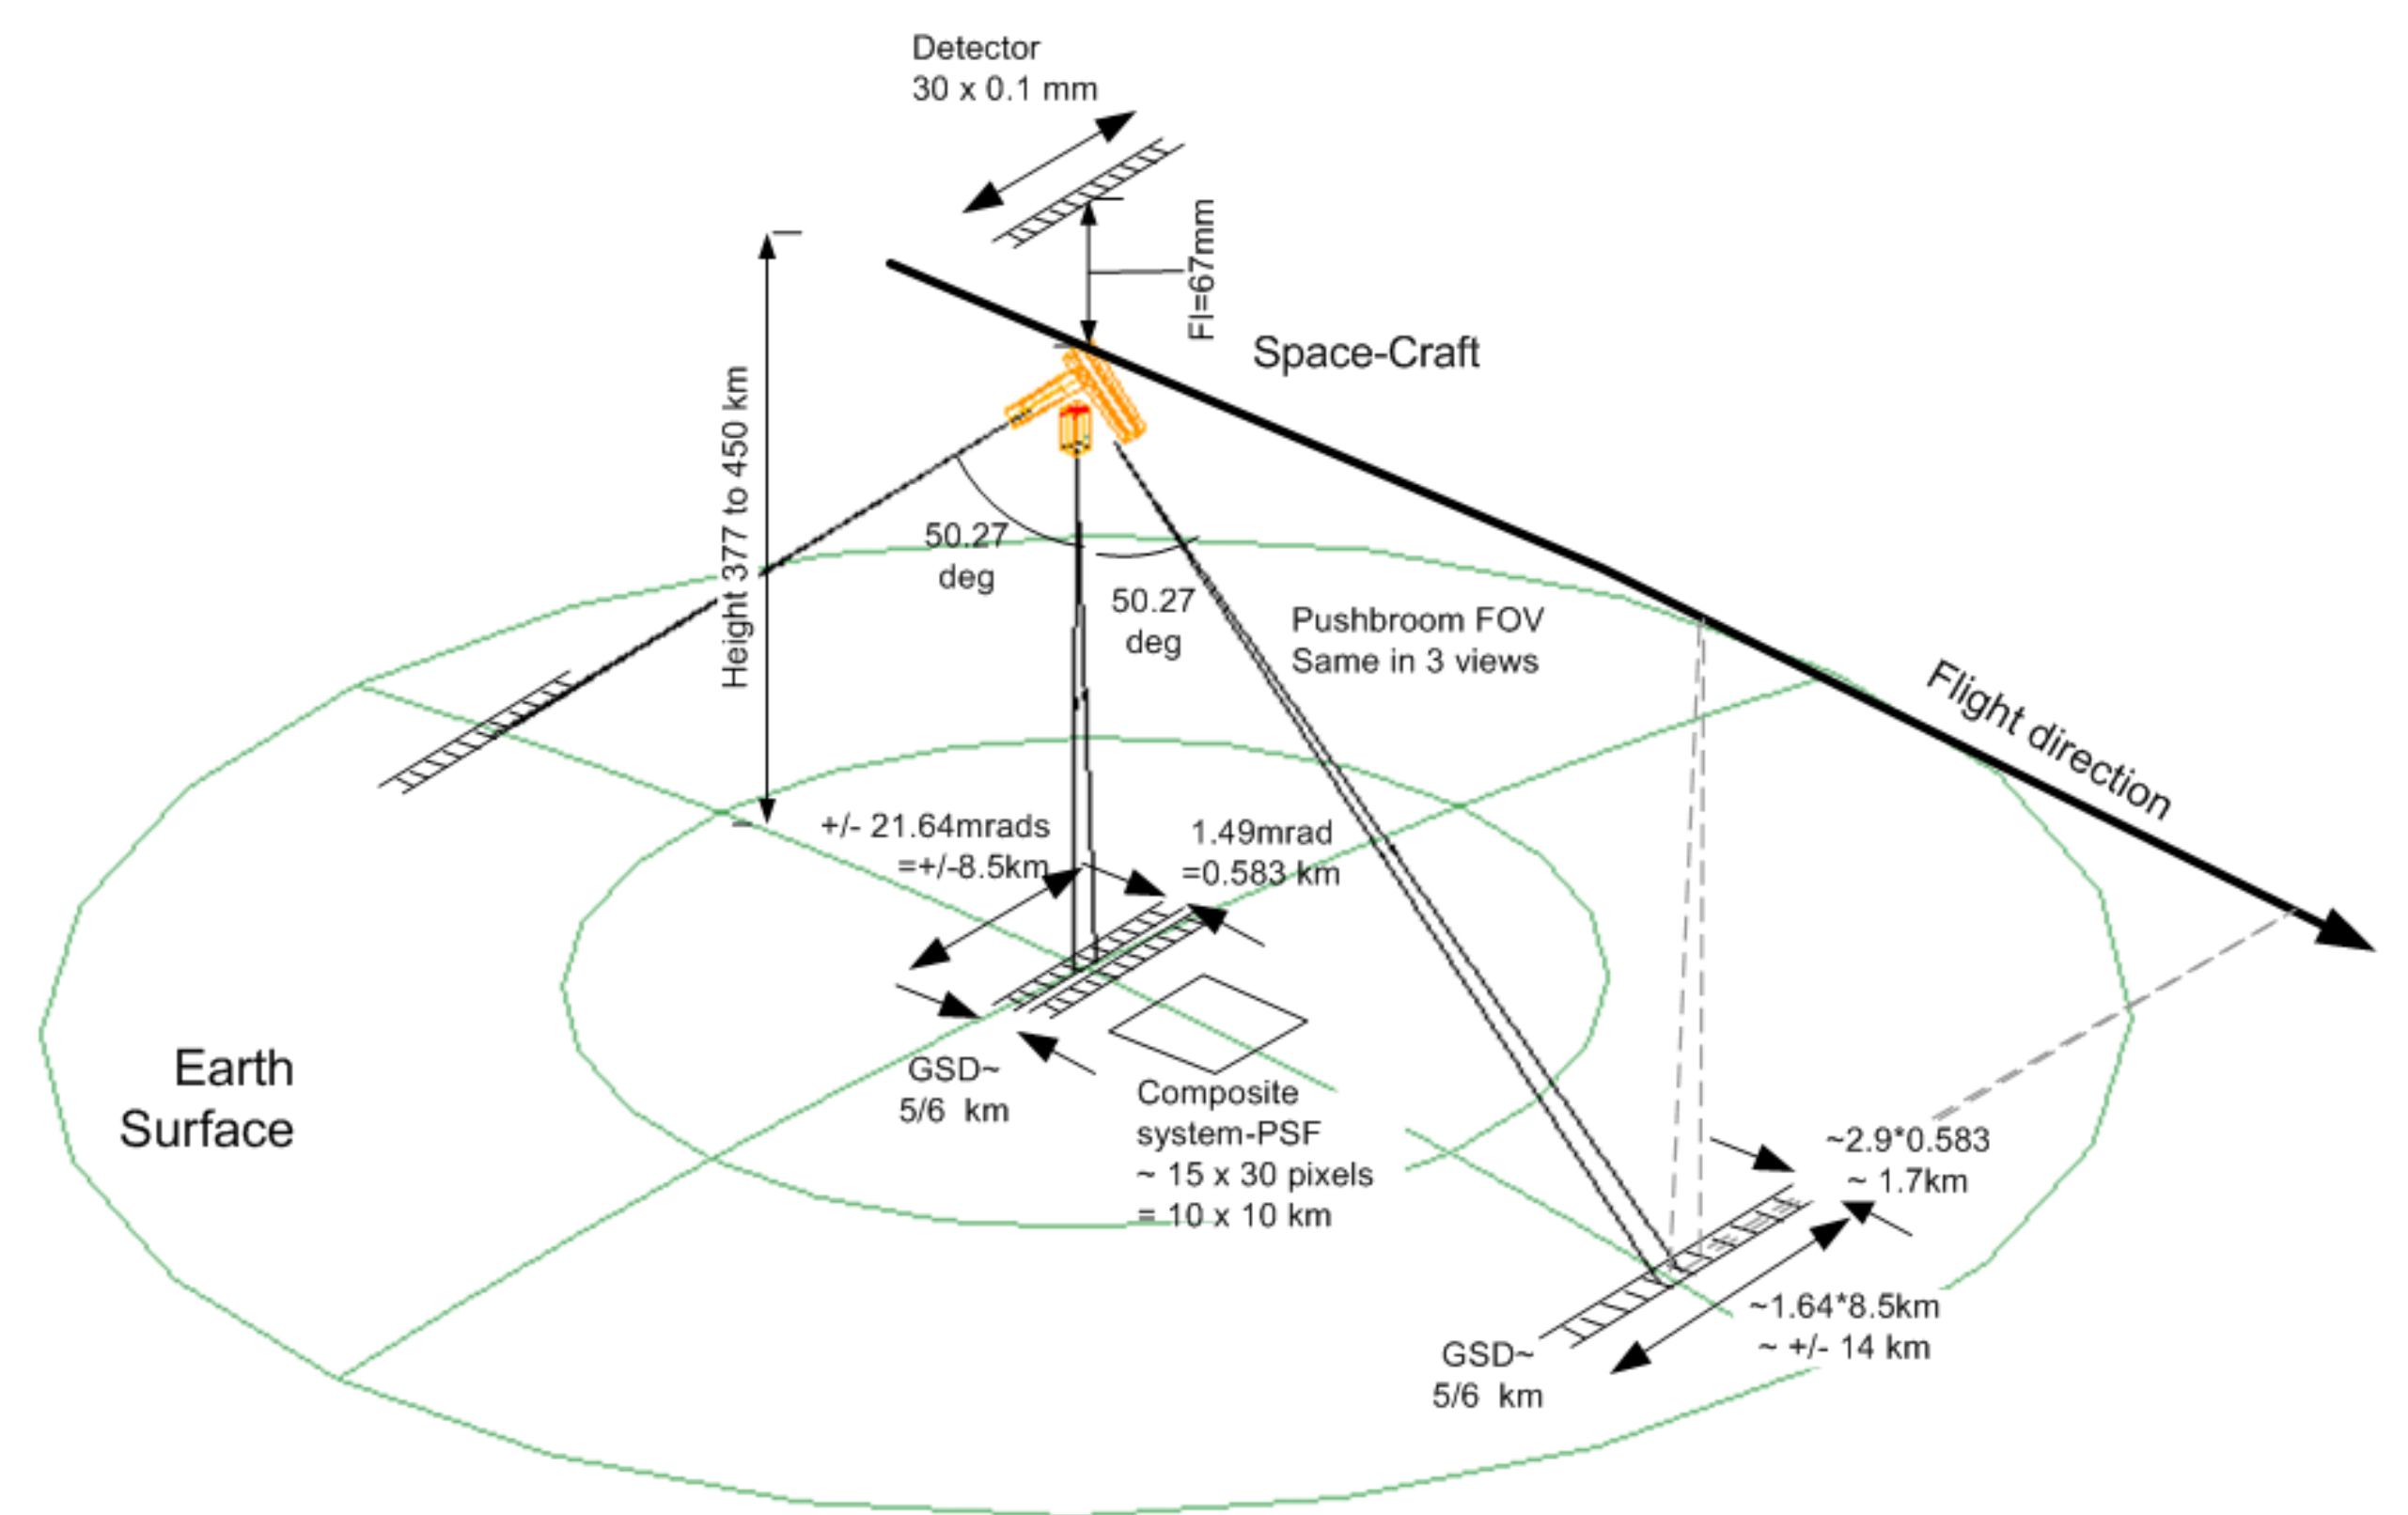 Detector
30 x 0.1 mm
Fl=67mm
Space-Craft
Height 377 to 450 km
50.27
deg
50.27
deg
Pushbroom FOV
Same in 3 views
Flight direction
+/- 21.64mrads
=+/-8.5km
1.49mrad
=0.583 km
Earth
Surface
GSD~
5/6 km
Composite
system-PSF
~ 15 x 30 pixels
= 10 x 10 km
~2.9*0.583
~ 1.7km
~1.64*8.5km
~ +/- 14 km
GSD~
5/6 km